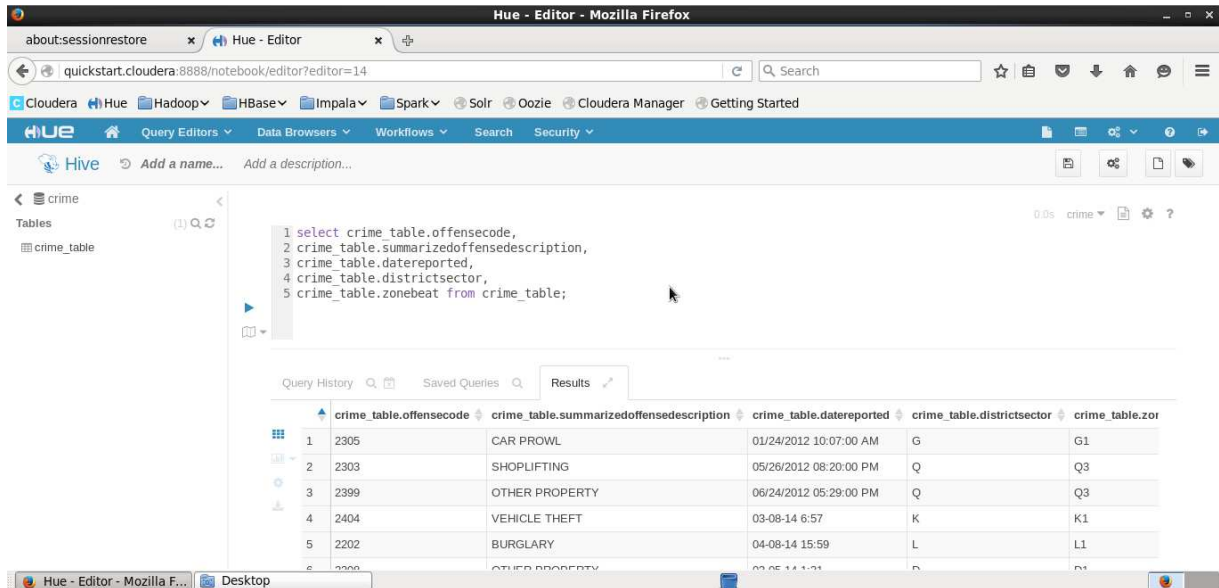 Hue - Editor - Mozilla Firefox
about:sessionrestore Hue - Editor
quickstart.cloudera:8888/notebook/editor?editor=14 Search
Cloudera Hue Hadoop HBase Impala Spark Solr Oozie Cloudera Manager Getting Started
HUE Query Editors Data Browsers Workflows Search Security
Hive Add a name... Add a description...
crime
0.0s crime ?
Tables (1)
crime_table
1 select crime_table.offensecode,
2 crime_table.summarizedoffensedescription,
3 crime_table.datereported,
4 crime_table.districtsector,
5 crime_table.zonebeat from crime_table;
Query History Saved Queries Results
crime_table.offensecode crime_table.summarizedoffensedescription crime_table.datereported crime_table.districtsector crime_table.zor
1 2305 CAR PROWL 01/24/2012 10:07:00 AM G G1
2 2303 SHOPLIFTING 05/26/2012 08:20:00 PM Q Q3
3 2399 OTHER PROPERTY 06/24/2012 05:29:00 PM Q Q3
4 2404 VEHICLE THEFT 03-08-14 6:57 K K1
5 2202 BURGLARY 04-08-14 15:59 L L1
OTHER PROPERTY
Hue - Editor - Mozilla F... Desktop